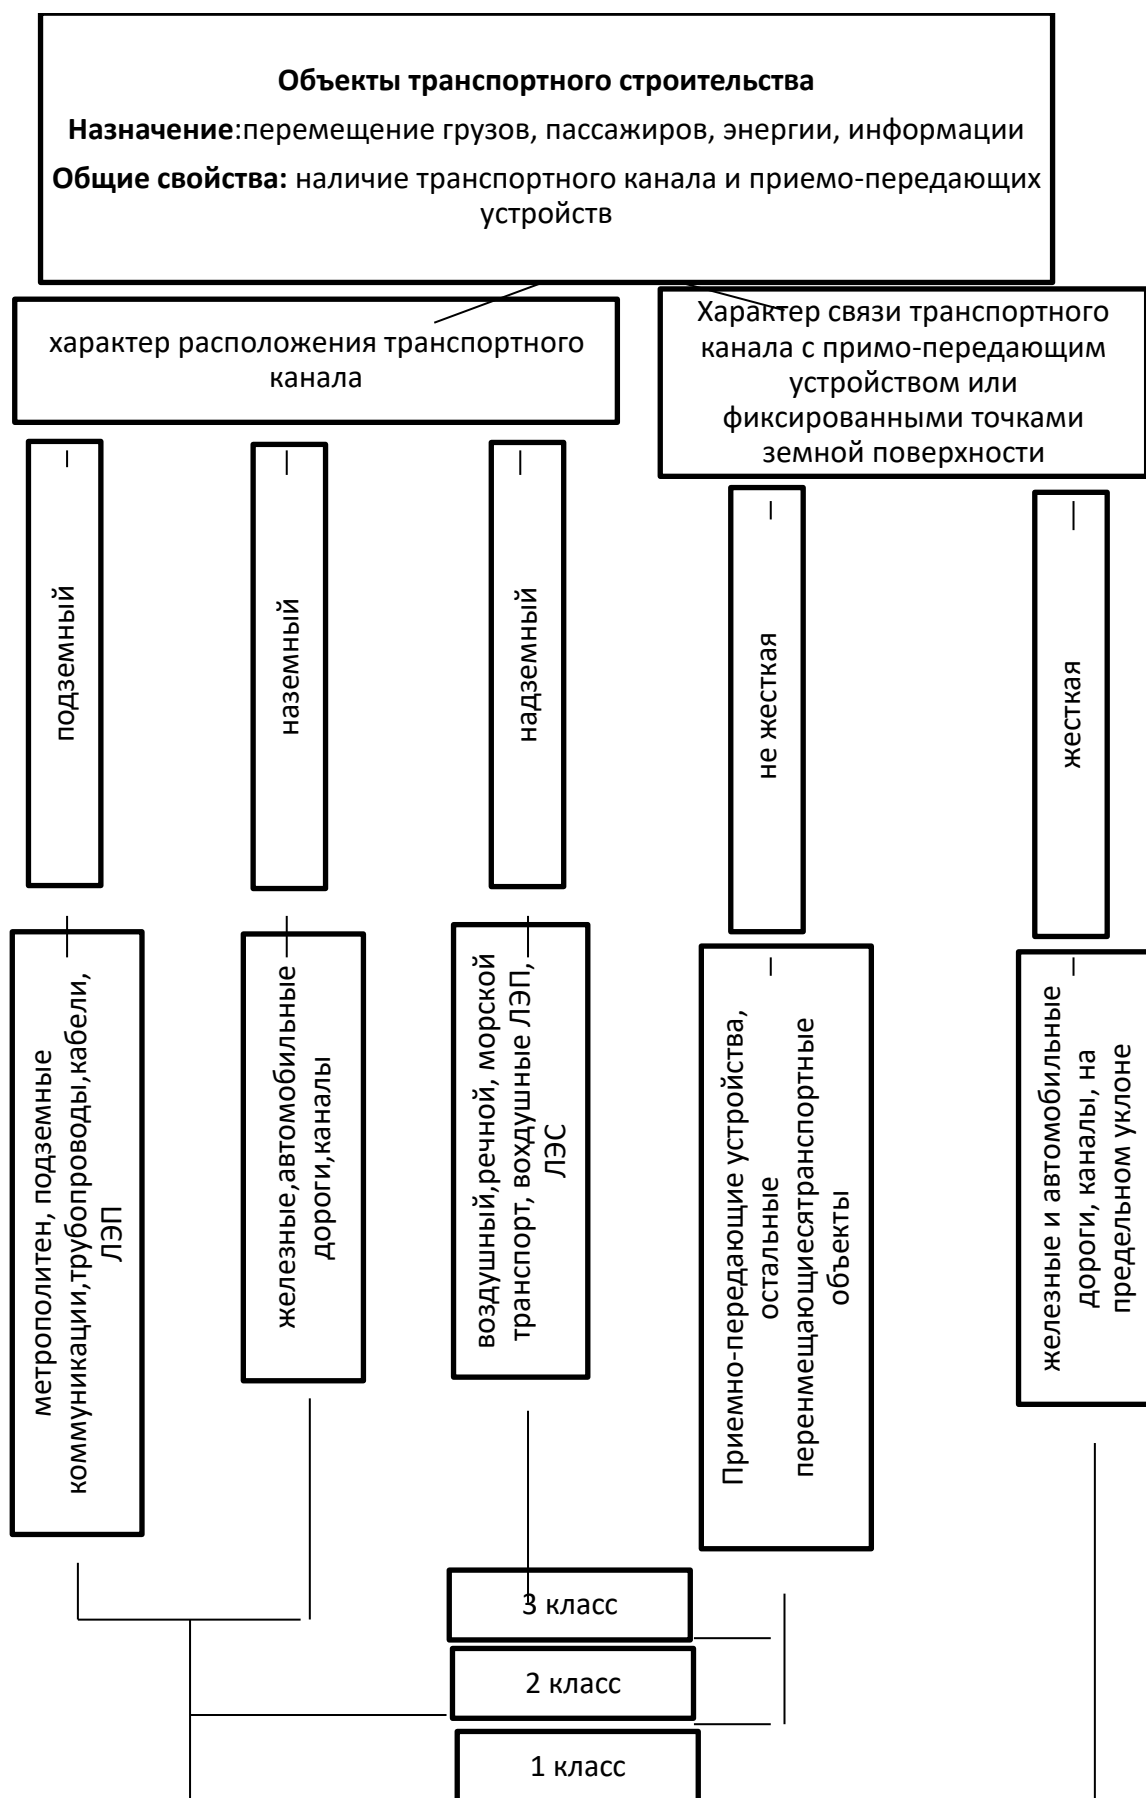 Объекты транспортного строительства
Назначение:перемещение грузов, пассажиров, энергии, информации
Общие свойства: наличие транспортного канала и приемо-передающих
устройств
характер расположения транспортного
канала
Характер связи транспортного
канала с примо-передающим
устройством или
фиксированными точками
земной поверхности
подземный
наземный
надземный
не жесткая
жесткая
метрополитен, подземные
коммуникации,трубопроводы,кабели,
ЛЭП
железные,автомобильные
дороги,каналы
воздушный,речной, морской
транспорт, вохдушные ЛЭП,
ЛЭС
Приемно-передающие устройства,
остальные
перенмещающиесятранспортные
объекты
железные и автомобильные
дороги, каналы, на
предельном уклоне
3 класс
2 класс
1 класс